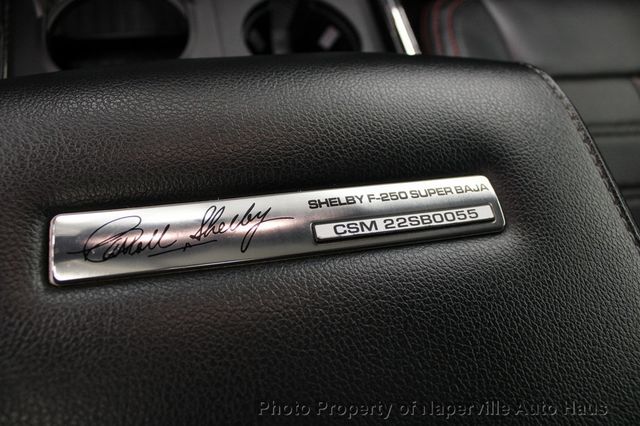 Carroll Shelby
SHELBY F-250 SUPER BAJA
CSM 22SB0055
Photo Property of Naperville Auto Haus